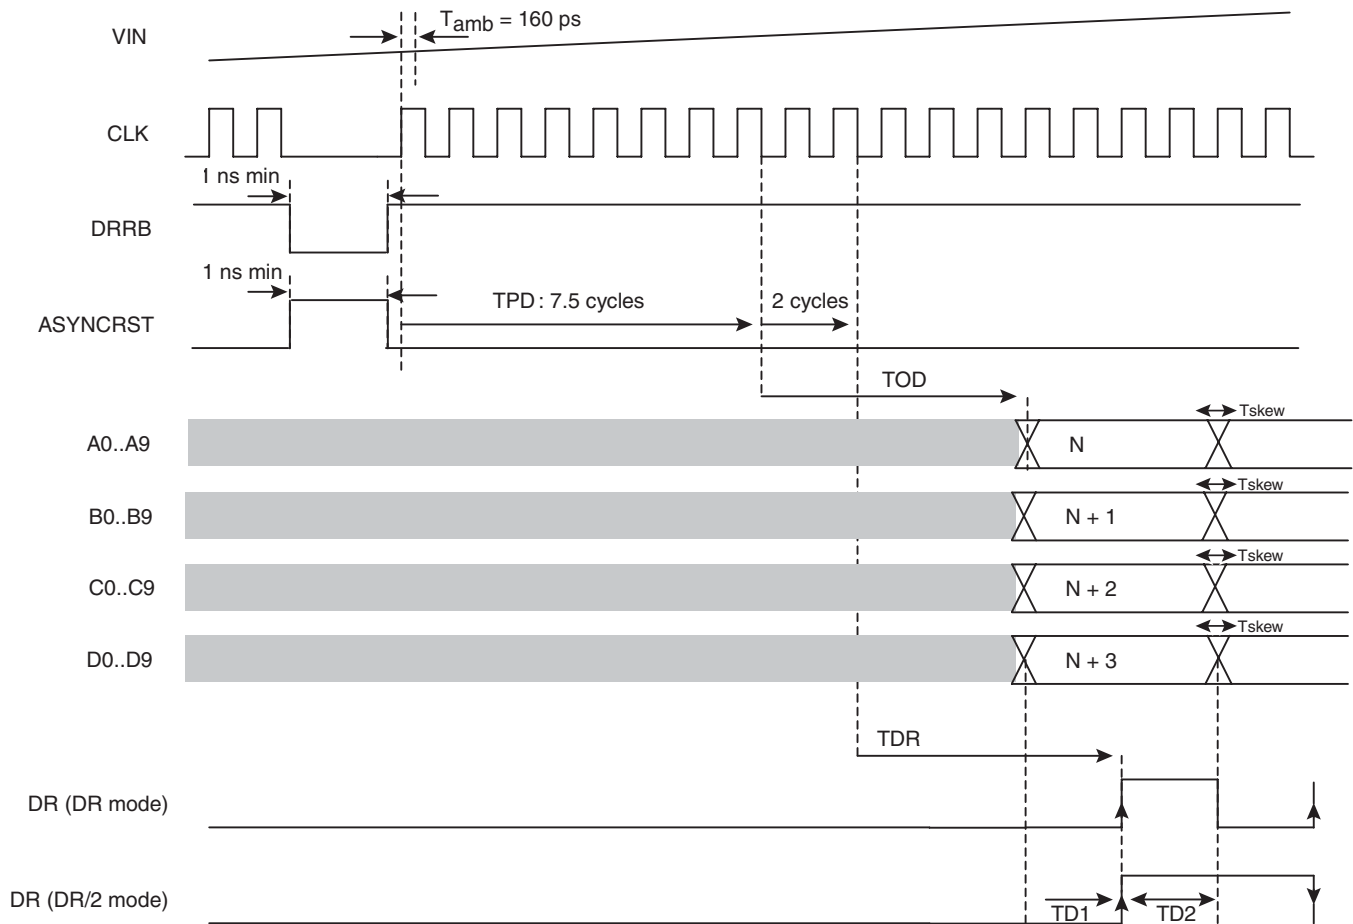 T amb = 160 ps
VIN
CLK
1 ns min
DRRB
1 ns min
TPD : 7.5 cycles
2 cycles
ASYNCRST
TOD
Tskew
A0..A9
N
Tskew
B0..B9
N + 1
Tskew
C0..C9
N + 2
Tskew
D0..D9
N + 3
TDR
DR (DR mode)
DR (DR/2 mode)
TD1
TD2